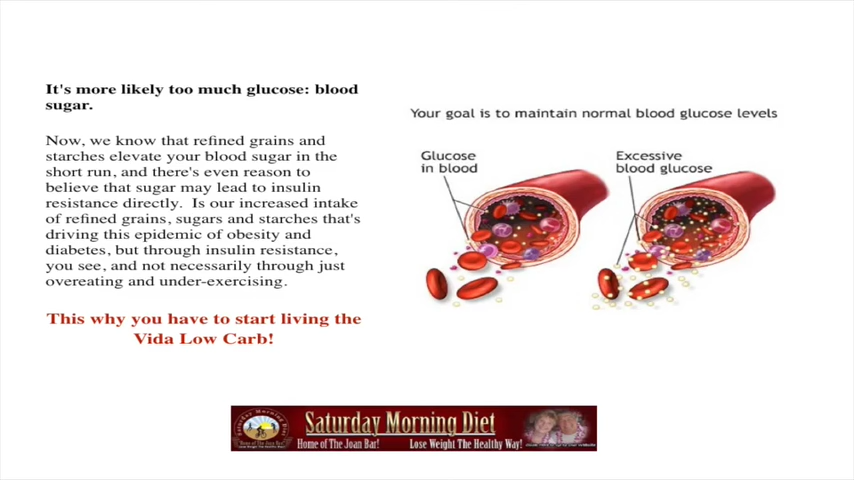 It's more likely too much glucose: blood
sugar.
Now, we know that refined grains and
starches elevate your blood sugar in the
short run, and there's even reason to
believe that sugar may lead to insulin
resistance directly. Is our increased intake
of refined grains, sugars and starches that's
driving this epidemic of obesity and
diabetes, but through insulin resistance,
you see, and not necessarily through just
overeating and under-exercising.
This why you have to start living the
Vida Low Carb!
Your goal is to maintain normal blood glucose levels
Glucose
in blood
Excessive
blood glucose
Saturday Morning Diet
Home of The Joan Bar!
Lose Weight The Healthy Way!